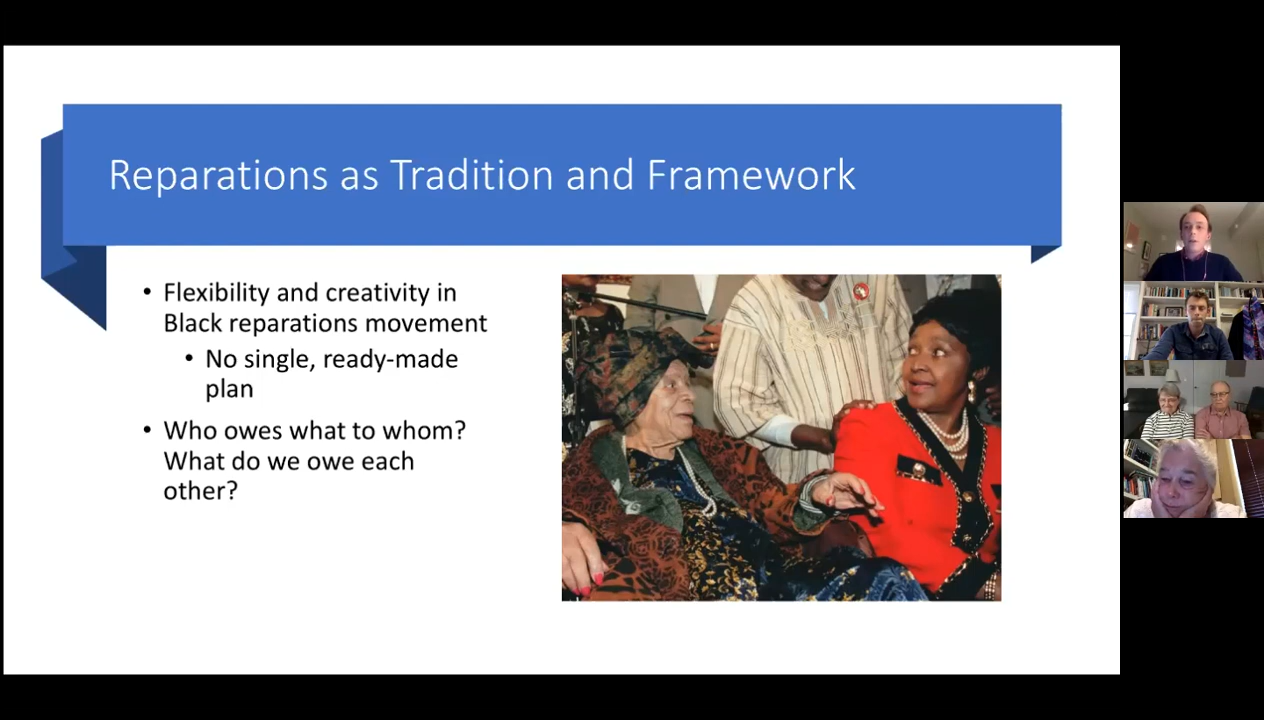 Reparations as Tradition and Framework
• Flexibility and creativity in
Black reparations movement
• No single, ready-made
plan
• Who owes what to whom?
What do we owe each
other?